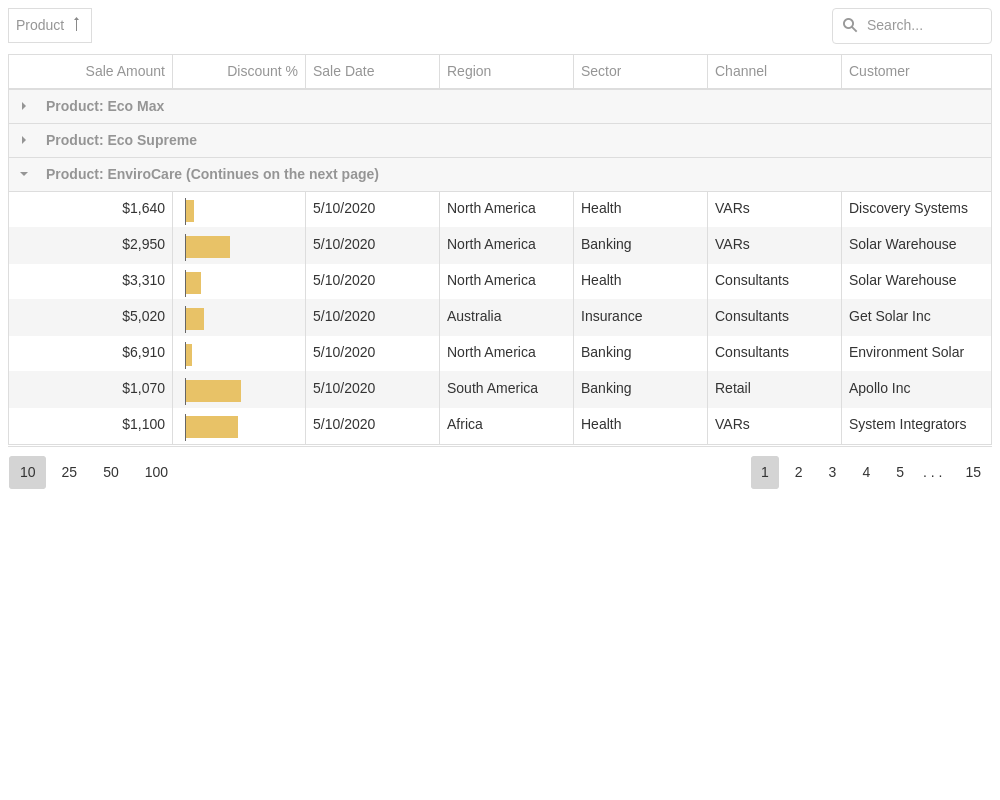 Product
Search...
Sale Amount Discount % Sale Date Region Sector Channel Customer
Product: Eco Max
Product: Eco Supreme
Product: EnviroCare (Continues on the next page)
$1,640 5/10/2020 North America Health VARs Discovery Systems
$2,950 5/10/2020 North America Banking VARs Solar Warehouse
$3,310 5/10/2020 North America Health Consultants Solar Warehouse
$5,020 5/10/2020 Australia Insurance Consultants Get Solar Inc
$6,910 5/10/2020 North America Banking Consultants Environment Solar
$1,070 5/10/2020 South America Banking Retail Apollo Inc
$1,100 5/10/2020 Africa Health VARs System Integrators
10 25 50 100 1 2 3 4 5 . . . 15